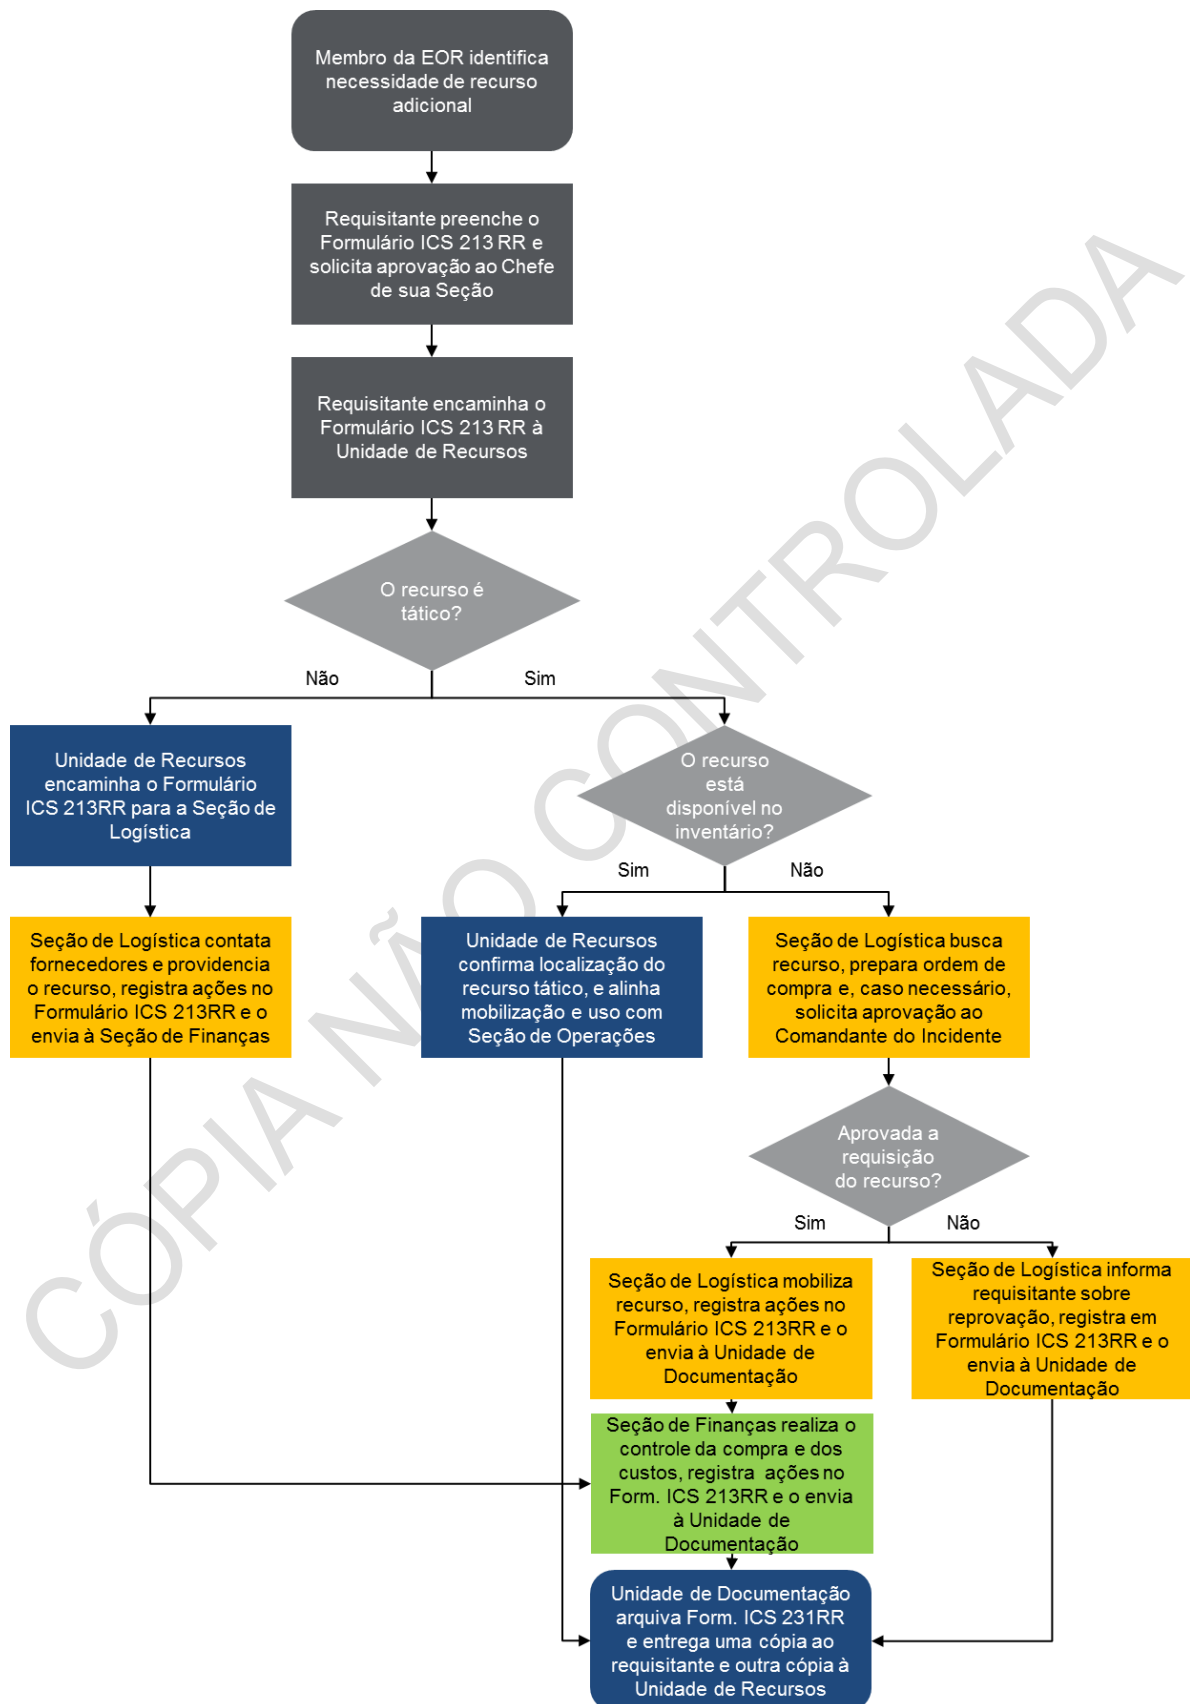 Membro da EOR identifica
necessidade de recurso
adicional
Requisitante preenche o
Formulário ICS 213 RR e
solicita aprovação ao Chefe
de sua Seção
Requisitante encaminha o
Formulário ICS 213 RR à
Unidade de Recursos
O recurso é
tático?
Não
Sim
Unidade de Recursos
encaminha o Formulário
ICS 213RR para a Seção de
Logística
O recurso
está
disponível no
inventário?
Sim
Não
Seção de Logística contata
fornecedores e providencia
o recurso, registra ações no
Formulário ICS 213RR e o
envia à Seção de Finanças
Unidade de Recursos
confirma localização do
recurso tático, e alinha
mobilização e uso com
Seção de Operações
Seção de Logística busca
recurso, prepara ordem de
compra e, caso necessário,
solicita aprovação ao
Comandante do Incidente
Aprovada a
requisição
do recurso?
Sim
Não
Seção de Logística mobiliza
recurso, registra ações no
Formulário ICS 213RR e o
envia à Unidade de
Documentação
Seção de Logística informa
requisitante sobre
reprovação, registra em
Formulário ICS 213RR e o
envia à Unidade de
Documentação
Seção de Finanças realiza o
controle da compra e dos
custos, registra ações no
Form. ICS 213RR e o envia
à Unidade de
Documentação
Unidade de Documentação
arquiva Form. ICS 231RR
e entrega uma cópia ao
requisitante e outra cópia à
Unidade de Recursos
CÓPIA NÃO CONTROLADA